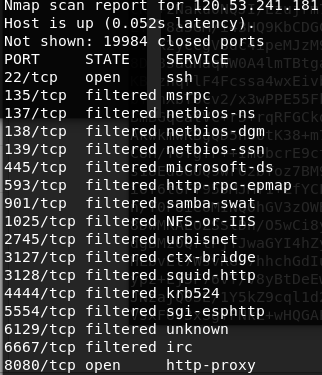 Nmap scan report for 120.53.241.181
Host is up (0.052s latency).
Not shown: 19984 closed ports
PORT STATE SERVICE
22/tcp open ssh
135/tcp filtered msrpc
137/tcp filtered netbios-ns
138/tcp filtered netbios-dgm
139/tcp filtered netbios-ssn
445/tcp filtered microsoft-ds
593/tcp filtered http-rpc-epmap
901/tcp filtered samba-swat
1025/tcp filtered NFS-or-IIS
2745/tcp filtered urbisnet
3127/tcp filtered ctx-bridge
3128/tcp filtered squid-http
4444/tcp filtered krb524
5554/tcp filtered sgi-esphttp
6129/tcp filtered unknown
6667/tcp filtered irc
8080/tcp open http-proxy